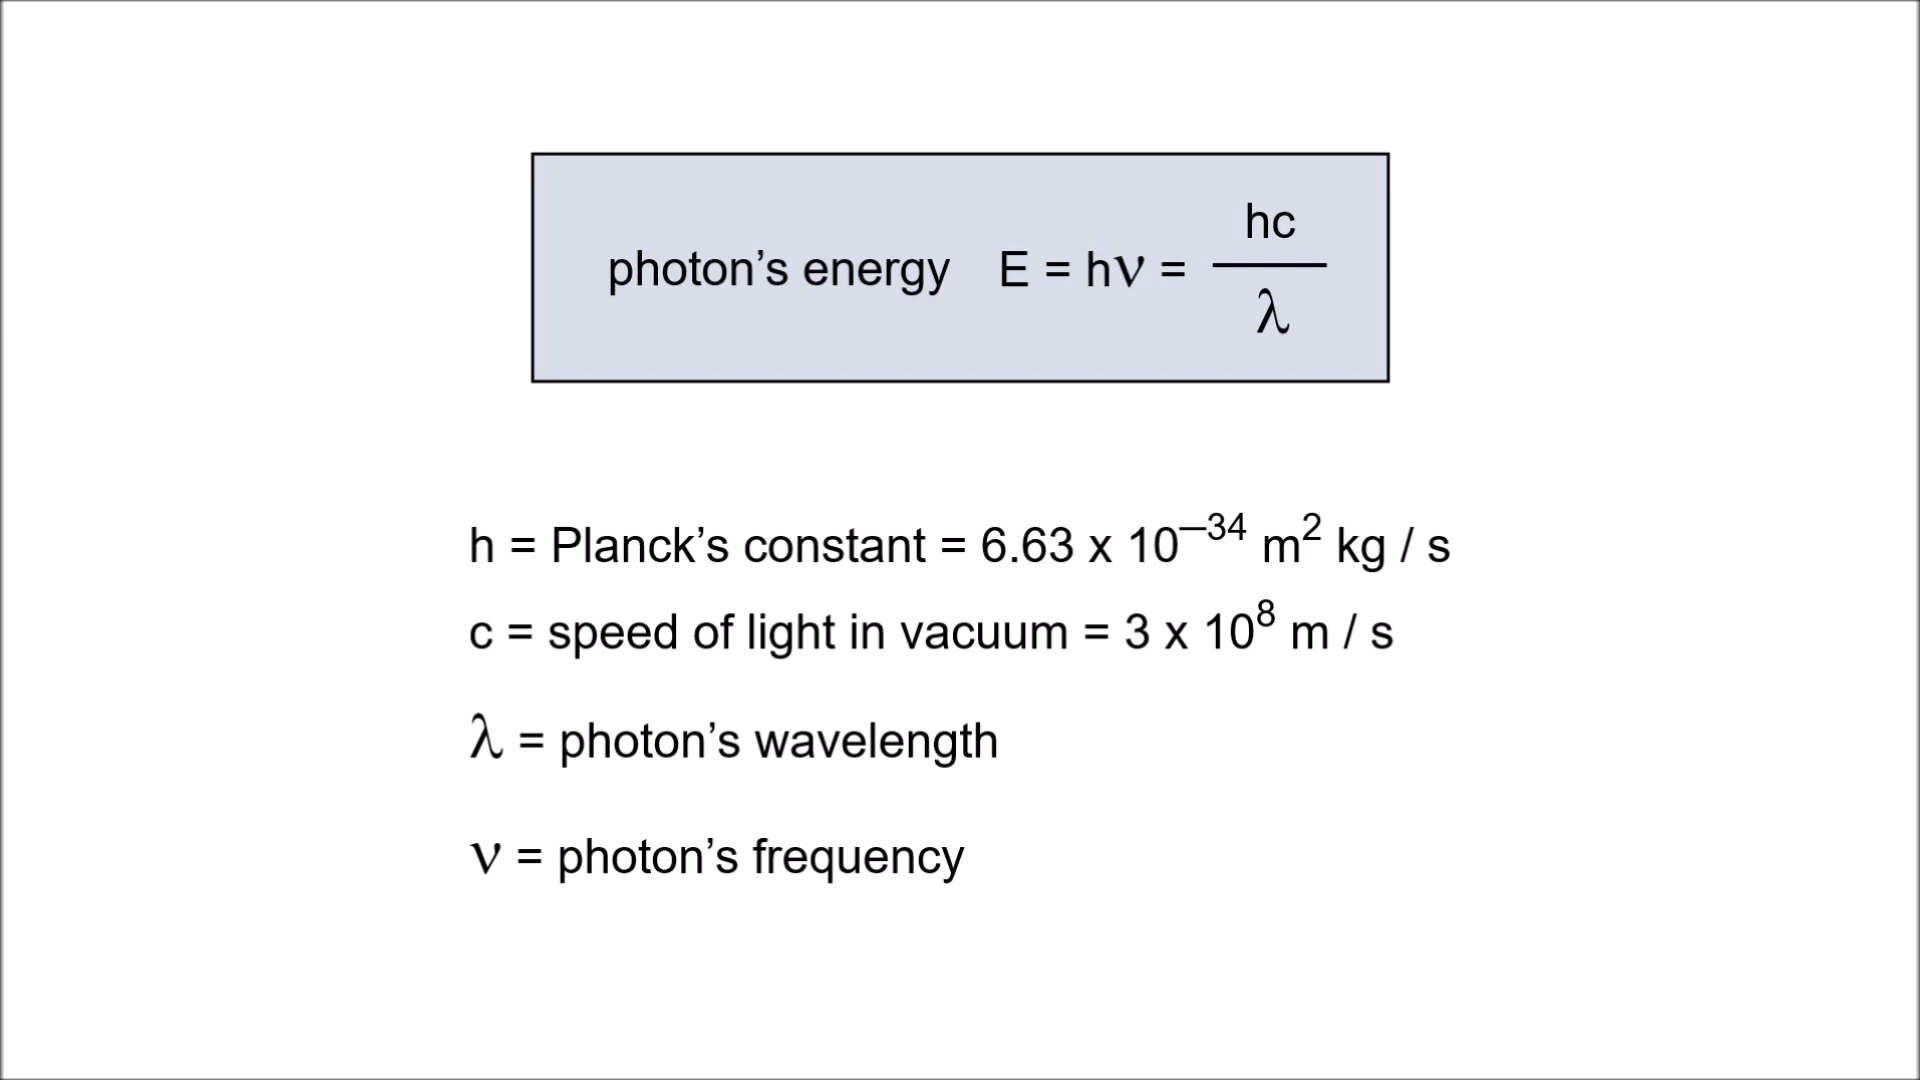 photon’s energy E = hν = hc / λ
h = Planck’s constant = 6.63 x 10⁻³⁴ m² kg / s
c = speed of light in vacuum = 3 x 10⁸ m / s
λ = photon’s wavelength
ν = photon’s frequency